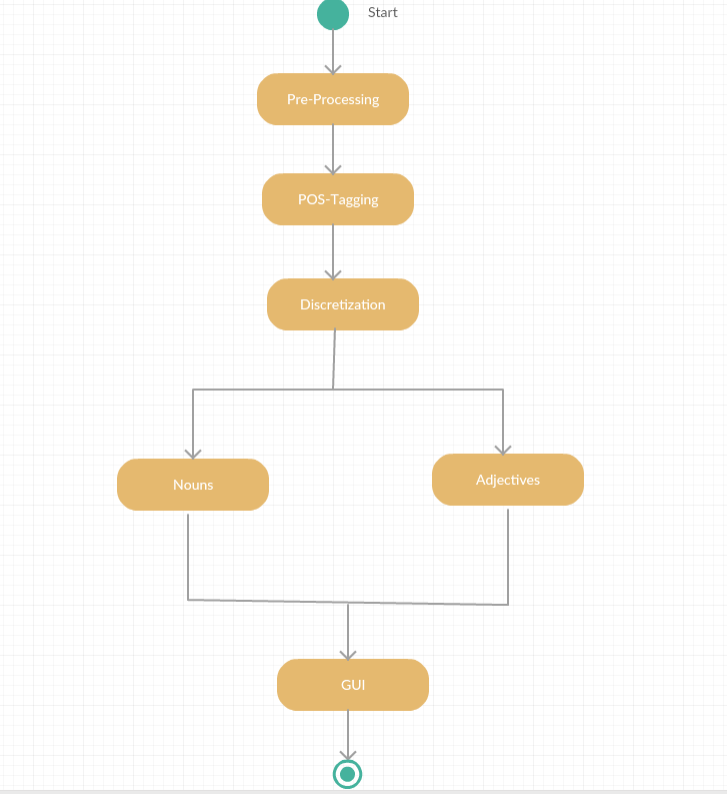 Start
Pre-Processing
POS-Tagging
Discretization
Nouns
Adjectives
GUI